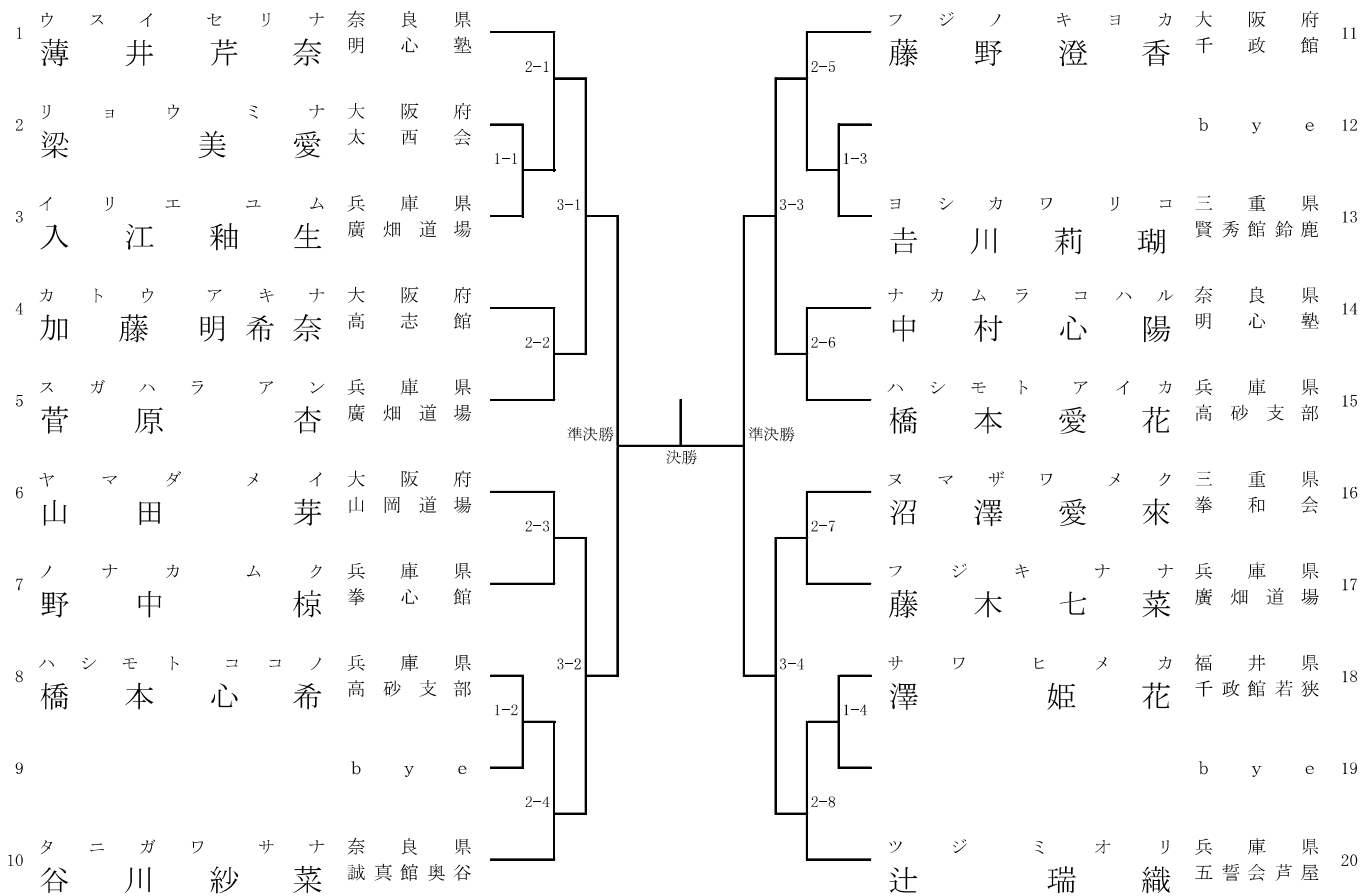 ウスイ セリナ 奈良県
1 薄井芹奈 明心塾
リョウ ミナ 大阪府
2 梁 美愛 太西会
イリエ ユム 兵庫県
3 入江釉生 廣畑道場
カトウ アキナ 大阪府
4 加藤明希奈 高志館
スガハラ アン 兵庫県
5 菅原 杏 廣畑道場
ヤマダ メイ 大阪府
6 山田 芽 山岡道場
ノナカ ムク 兵庫県
7 野中 椋 拳心館
ハシモト ココノ 兵庫県
8 橋本心希 高砂支部
9 bye
タニガワ サナ 奈良県
10 谷川紗菜 誠真館奥谷
2-1
1-1
3-1
2-2
準決勝
2-3
3-2
1-2
2-4
決勝
2-5
1-3
3-3
2-6
準決勝
2-7
3-4
1-4
2-8
フジノ キヨカ 大阪府
藤野澄香 千政館 11
bye 12
ヨシカワ リコ 三重県
𠮷川莉瑚 賢秀館鈴鹿 13
ナカムラ コハル 奈良県
中村心陽 明心塾 14
ハシモト アイカ 兵庫県
橋本愛花 高砂支部 15
ヌマザワ メク 三重県
沼澤愛來 拳和会 16
フジキ ナナ 兵庫県
藤木七菜 廣畑道場 17
サワ ヒメカ 福井県
澤 姫花 千政館若狭 18
bye 19
ツジ ミオリ 兵庫県
辻 瑞織 五誓会芦屋 20